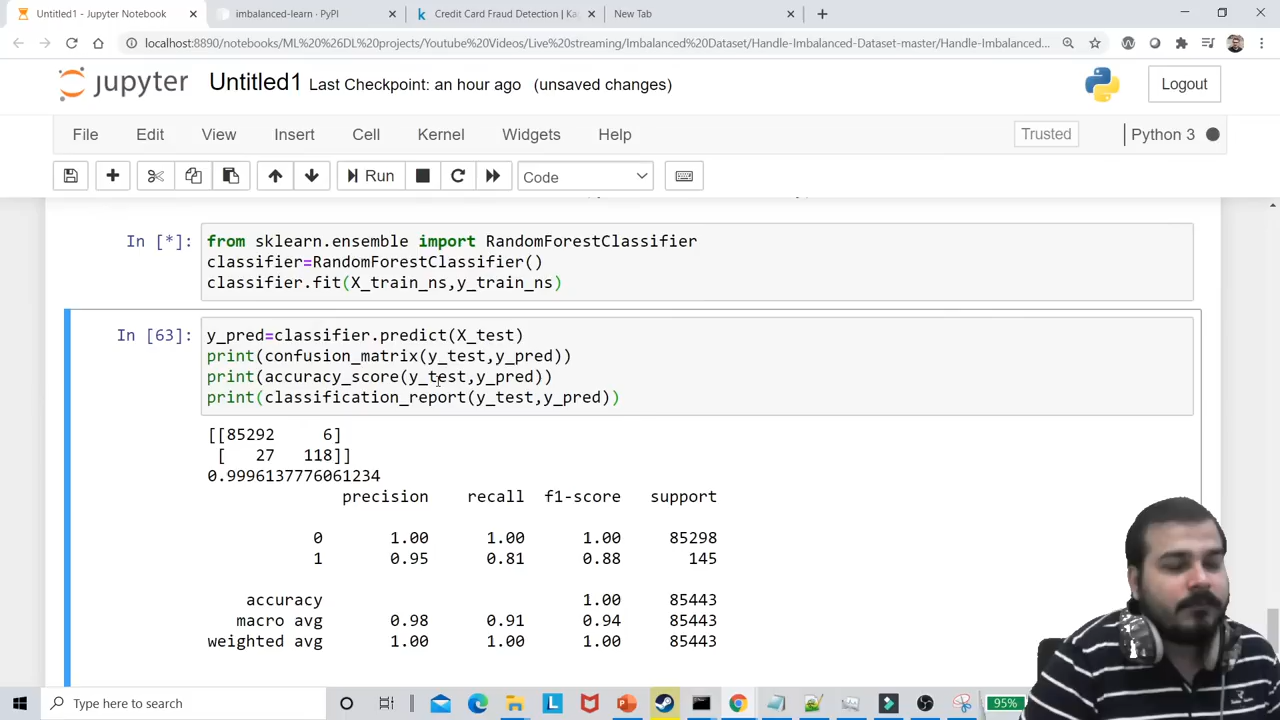 Untitled1 - Jupyter Notebook
imbalanced-learn · PyPI
Credit Card Fraud Detection | Ka
New Tab
localhost:8890/notebooks/ML%20%26DL%20projects/Youtube%20Videos/Live%20streaming/Imbalanced%20Dataset/Handle-Imbalanced-Dataset-master/Handle-Imbalanced...
jupyter Untitled1 Last Checkpoint: an hour ago (unsaved changes)
Logout
File Edit View Insert Cell Kernel Widgets Help
Trusted
Python 3
Run
Code
In [*]: from sklearn.ensemble import RandomForestClassifier
classifier=RandomForestClassifier()
classifier.fit(X_train_ns,y_train_ns)
In [63]: y_pred=classifier.predict(X_test)
print(confusion_matrix(y_test,y_pred))
print(accuracy_score(y_test,y_pred))
print(classification_report(y_test,y_pred))
[[85292 6]
[ 27 118]]
0.9996137776061234
precision recall f1-score support
0 1.00 1.00 1.00 85298
1 0.95 0.81 0.88 145
accuracy 1.00 85443
macro avg 0.98 0.91 0.94 85443
weighted avg 1.00 1.00 1.00 85443
Type here to search
95%